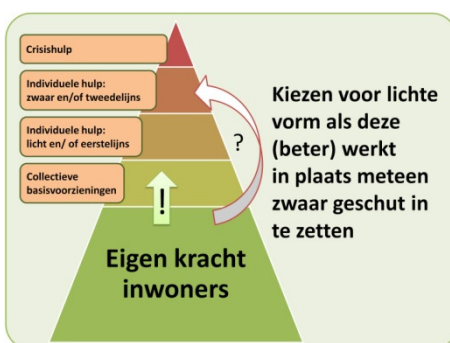 Crisishulp
Individuele hulp:
zwaar en/of tweedelijns
Individuele hulp:
licht en/ of eerstelijns
Collectieve
basisvoorzieningen
!
?
Eigen kracht
inwoners
Kiezen voor lichte
vorm als deze
(beter) werkt
in plaats meteen
zwaar geschut in
te zetten